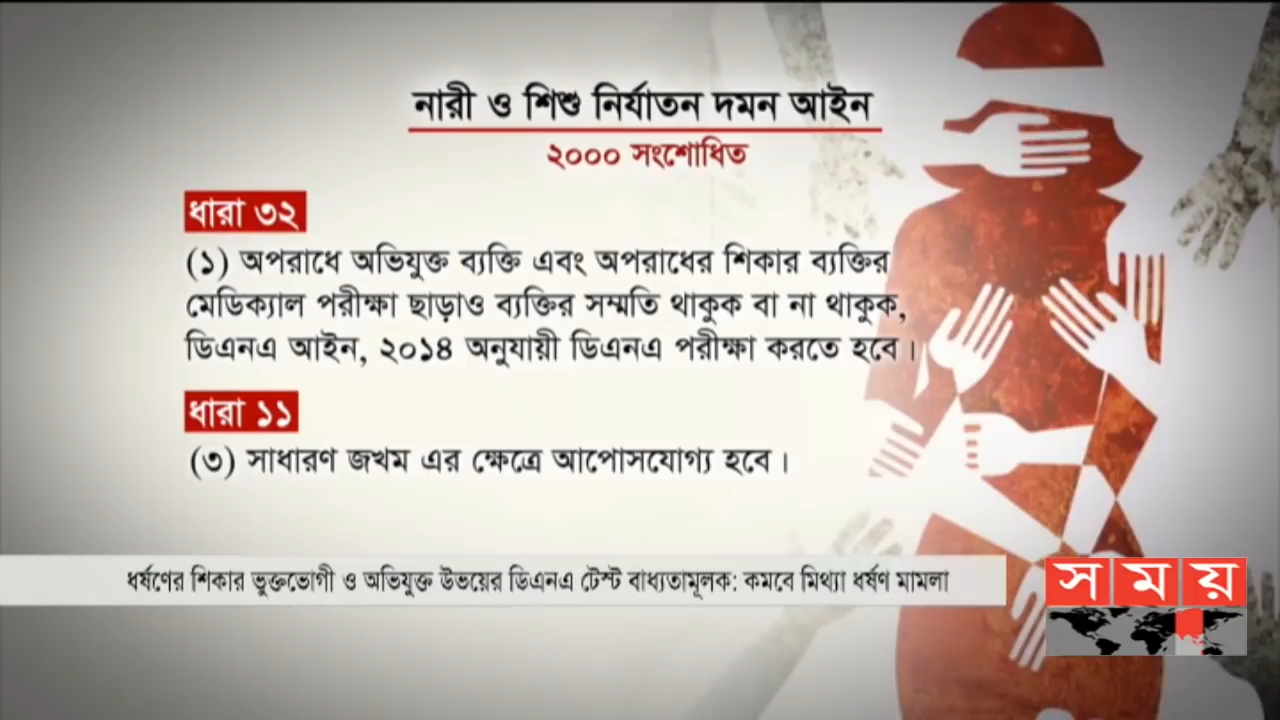 নারী ও শিশু নির্যাতন দমন আইন
২০০০ সংশোধিত
ধারা ৩২
(১) অপরাধে অভিযুক্ত ব্যক্তি এবং অপরাধের শিকার ব্যক্তির
মেডিক্যাল পরীক্ষা ছাড়াও ব্যক্তির সম্মতি থাকুক বা না থাকুক,
ডিএনএ আইন, ২০১৪ অনুযায়ী ডিএনএ পরীক্ষা করতে হবে।
ধারা ১১
(৩) সাধারণ জখম এর ক্ষেত্রে আপোসযোগ্য হবে।
ধর্ষণের শিকার ভুক্তভোগী ও অভিযুক্ত উভয়ের ডিএনএ টেস্ট বাধ্যতামূলক: কমবে মিথ্যা ধর্ষণ মামলা
সময়